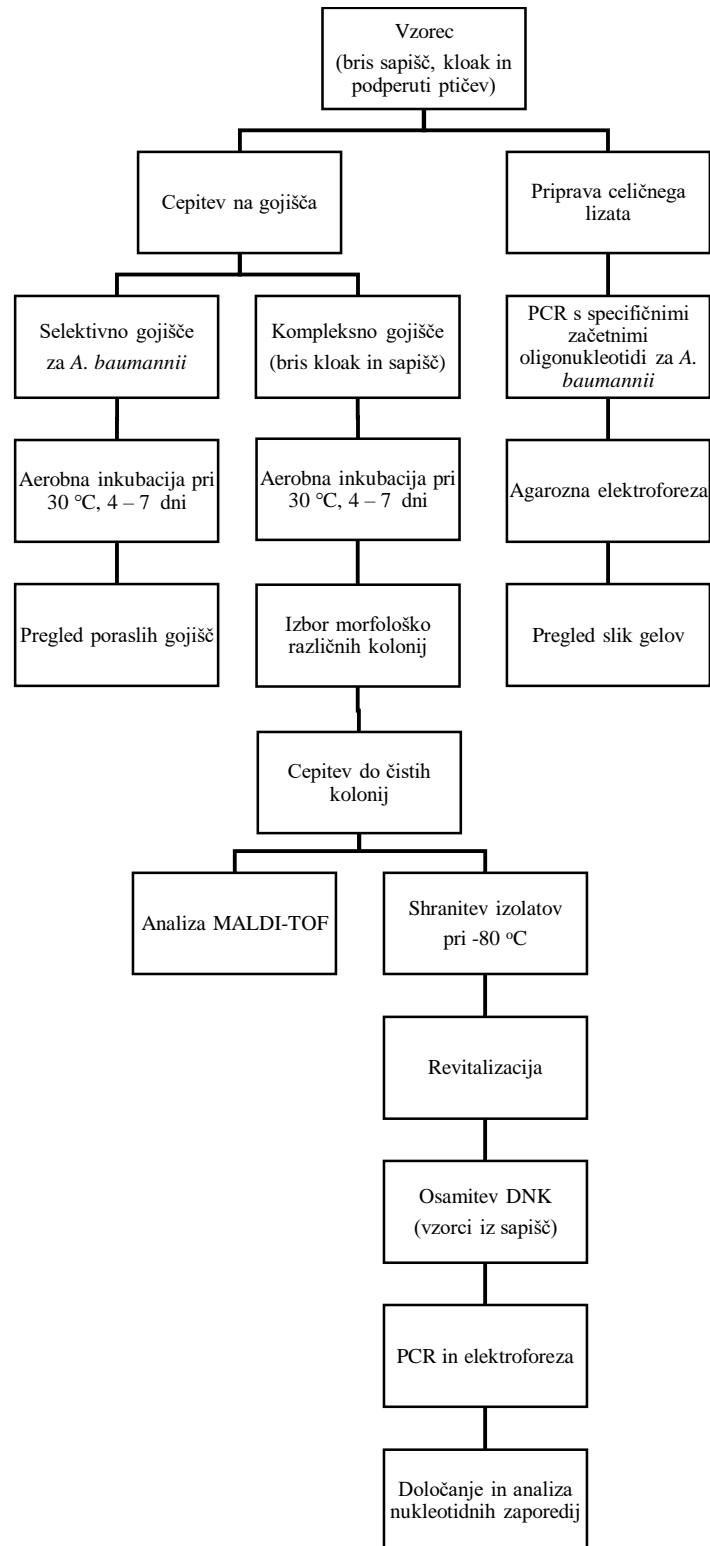 Vzorec
(bris sapišč, kloak in
podperuti ptičev)
Cepitev na gojišča
Priprava celičnega
lizata
Selektivno gojišče
za A. baumannii
Kompleksno gojišče
(bris kloak in sapišč)
PCR s specifičnimi
začetnimi
oligonukleotidi za A.
baumannii
Aerobna inkubacija pri
30 °C, 4 – 7 dni
Aerobna inkubacija pri
30 °C, 4 – 7 dni
Agarozna elektroforeza
Pregled poraslih gojišč
Izbor morfološko
različnih kolonij
Pregled slik gelov
Cepitev do čistih
kolonij
Analiza MALDI-TOF
Shranitev izolatov
pri -80 °C
Revitalizacija
Osamitev DNK
(vzorci iz sapišč)
PCR in elektroforeza
Določanje in analiza
nukleotidnih zaporedij